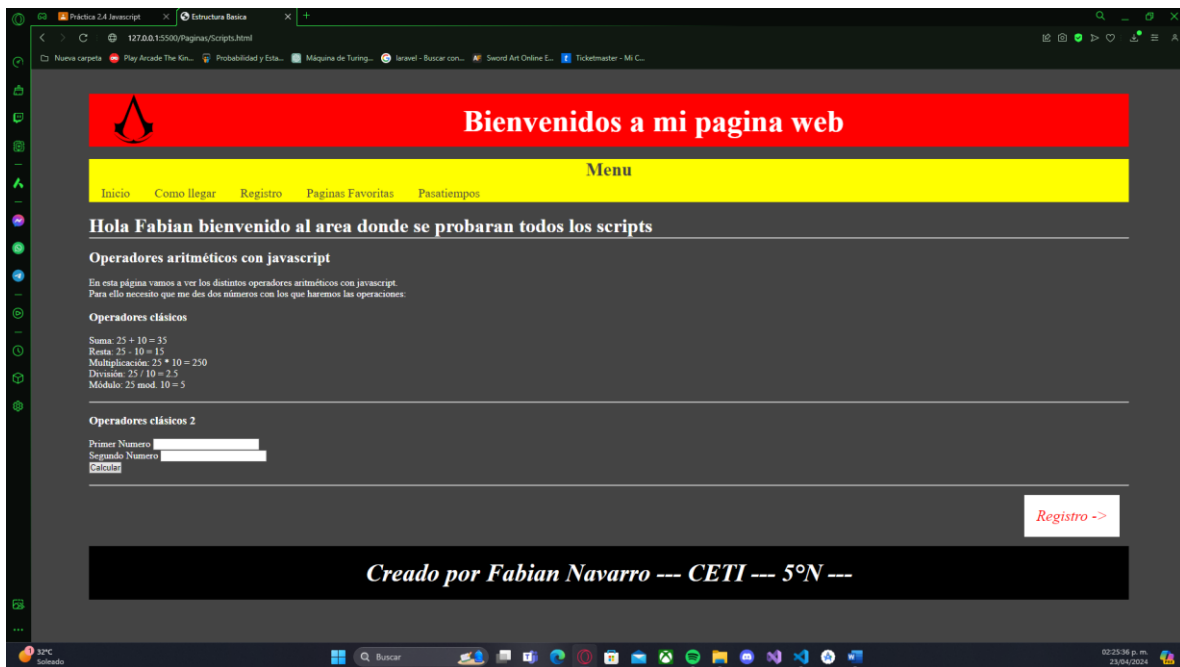 Práctica 2.4 Javascript
Estructura Basica
127.0.0.1:5500/Paginas/Scripts.html
Nueva carpeta Play Arcade The Kin... Probabilidad y Esta... Máquina de Turing... laravel - Buscar con... Sword Art Online E... Ticketmaster - Mi C...
Bienvenidos a mi pagina web
Menu
Inicio Como llegar Registro Paginas Favoritas Pasatiempos
Hola Fabian bienvenido al area donde se probaran todos los scripts
Operadores aritméticos con javascript
En esta página vamos a ver los distintos operadores aritméticos con javascript.
Para ello necesito que me des dos números con los que haremos las operaciones:
Operadores clásicos
Suma: 25 + 10 = 35
Resta: 25 - 10 = 15
Multiplicación: 25 * 10 = 250
División: 25 / 10 = 2.5
Módulo: 25 mod. 10 = 5
Operadores clásicos 2
Primer Numero
Segundo Numero
Calcular
Registro ->
Creado por Fabian Navarro --- CETI --- 5°N ---
32°C
Soleado
Buscar
02:25:36 p. m.
23/04/2024